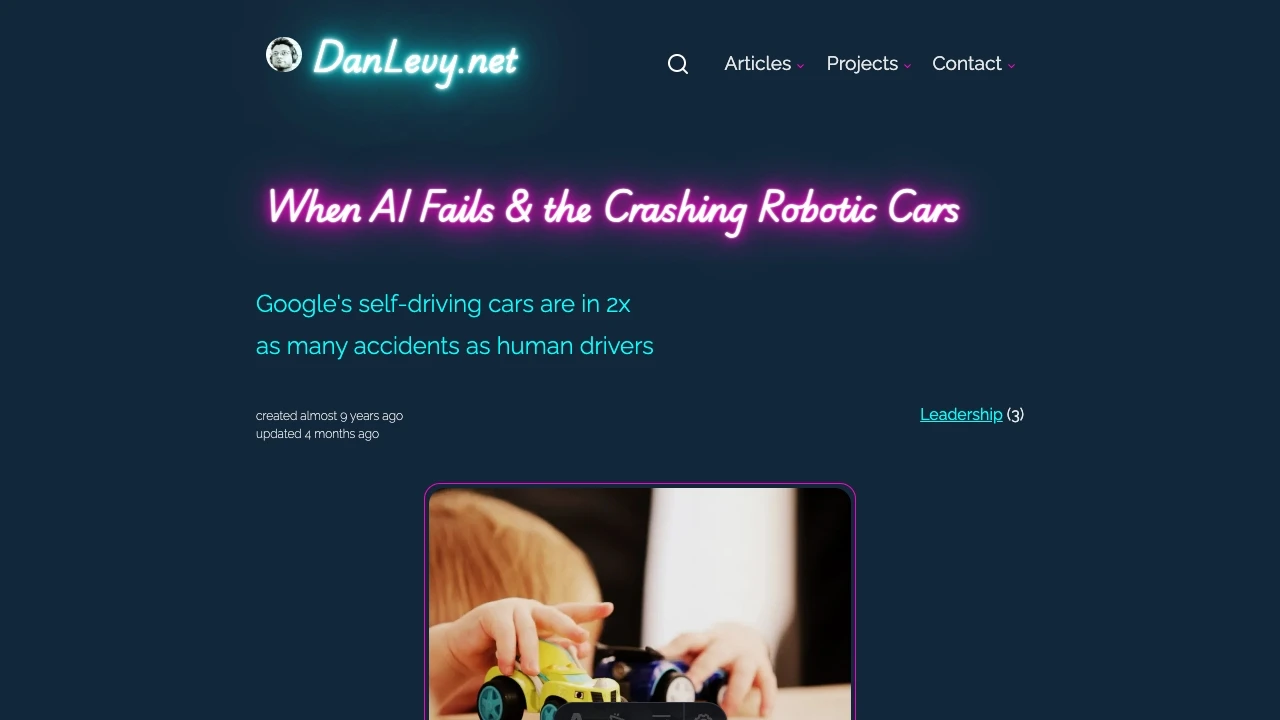 DanLevy.net
Articles
Projects
Contact
When AI Fails & the Crashing Robotic Cars
Google's self-driving cars are in 2x
as many accidents as human drivers
created almost 9 years ago
updated 4 months ago
Leadership (3)